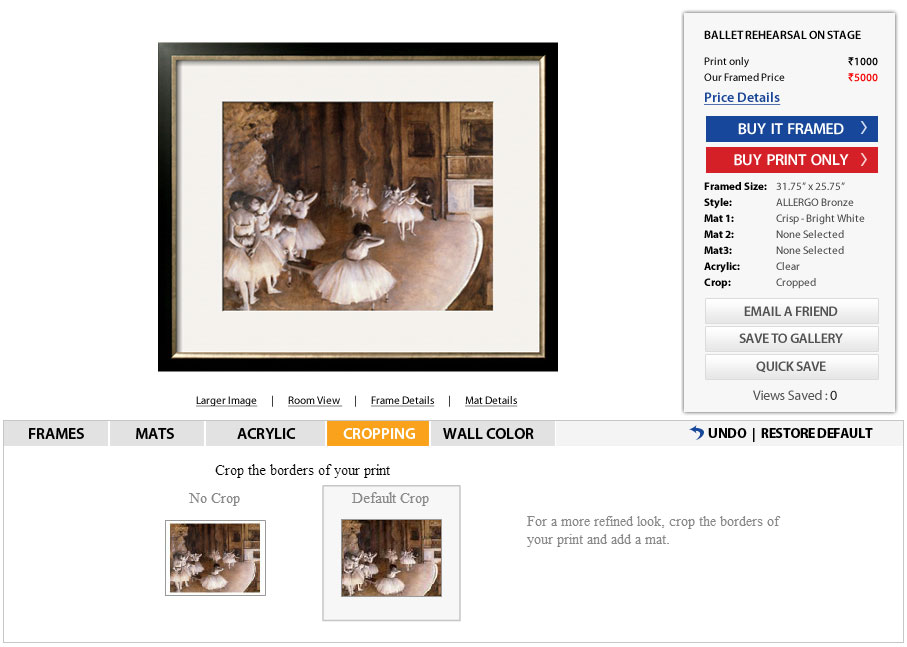 BALLET REHEARSAL ON STAGE
Print only ₹1000
Our Framed Price ₹5000
Price Details
BUY IT FRAMED
BUY PRINT ONLY
Framed Size: 31.75” x 25.75”
Style: ALLERGO Bronze
Mat 1: Crisp - Bright White
Mat 2: None Selected
Mat3: None Selected
Acrylic: Clear
Crop: Cropped
EMAIL A FRIEND
SAVE TO GALLERY
QUICK SAVE
Views Saved : 0
Larger Image | Room View | Frame Details | Mat Details
FRAMES MATS ACRYLIC CROPPING WALL COLOR UNDO | RESTORE DEFAULT
Crop the borders of your print
No Crop Default Crop
For a more refined look, crop the borders of
your print and add a mat.